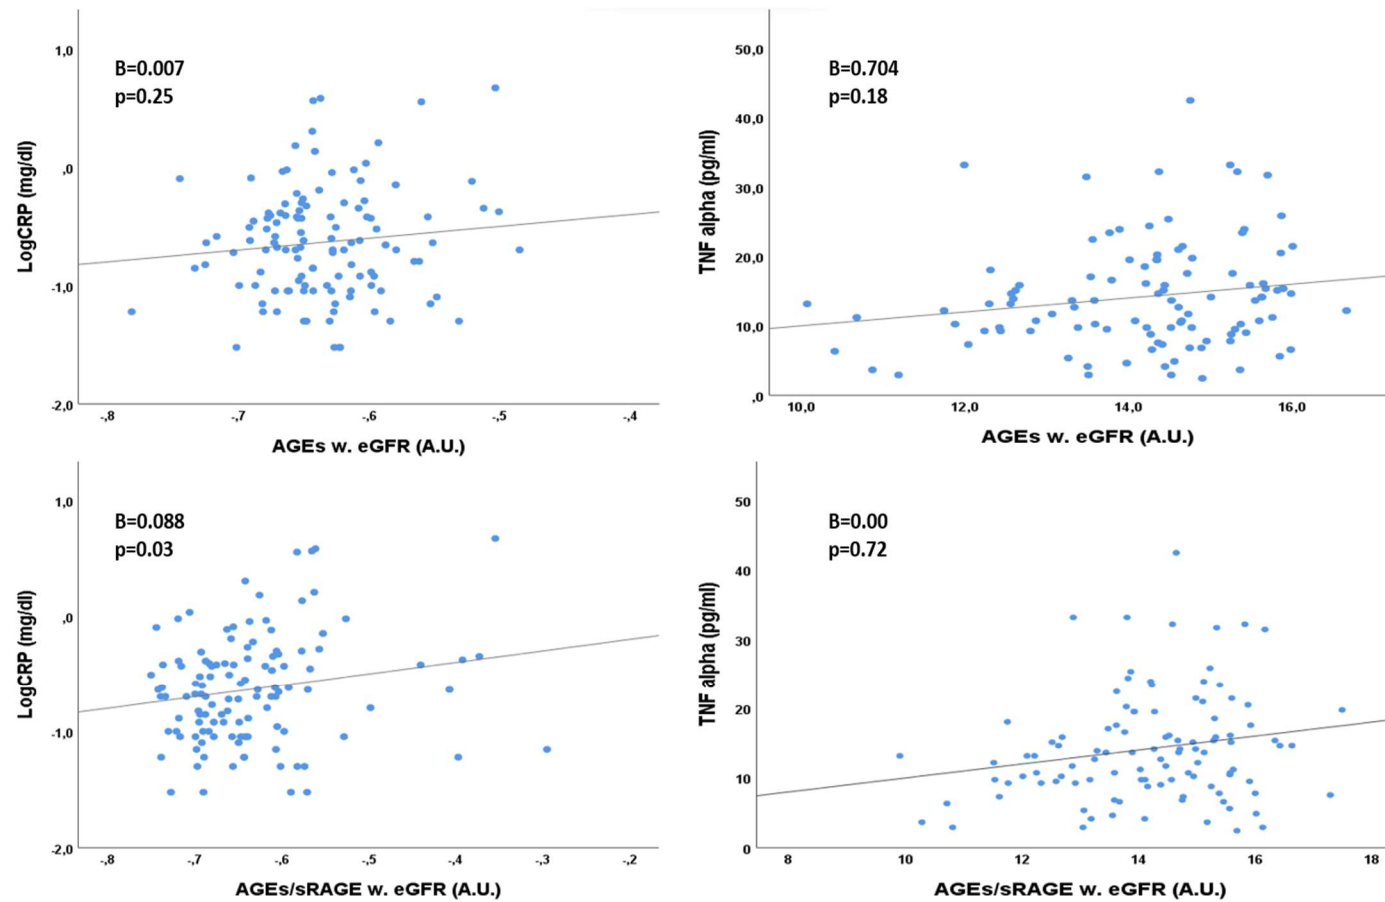 B=0.007
p=0.25
LogCRP (mg/dl)
1,0
,0
-1,0
-2,0
-,8 -,7 -,6 -,5 -,4
AGEs w. eGFR (A.U.)
B=0.704
p=0.18
TNF alpha (pg/ml)
50,0
40,0
30,0
20,0
10,0
,0
10,0 12,0 14,0 16,0
AGEs w. eGFR (A.U.)
B=0.088
p=0.03
LogCRP (mg/dl)
1,0
,0
-1,0
-2,0
-,8 -,7 -,6 -,5 -,4 -,3 -,2
AGEs/sRAGE w. eGFR (A.U.)
B=0.00
p=0.72
TNF alpha (pg/ml)
50
40
30
20
10
0
8 10 12 14 16 18
AGEs/sRAGE w. eGFR (A.U.)